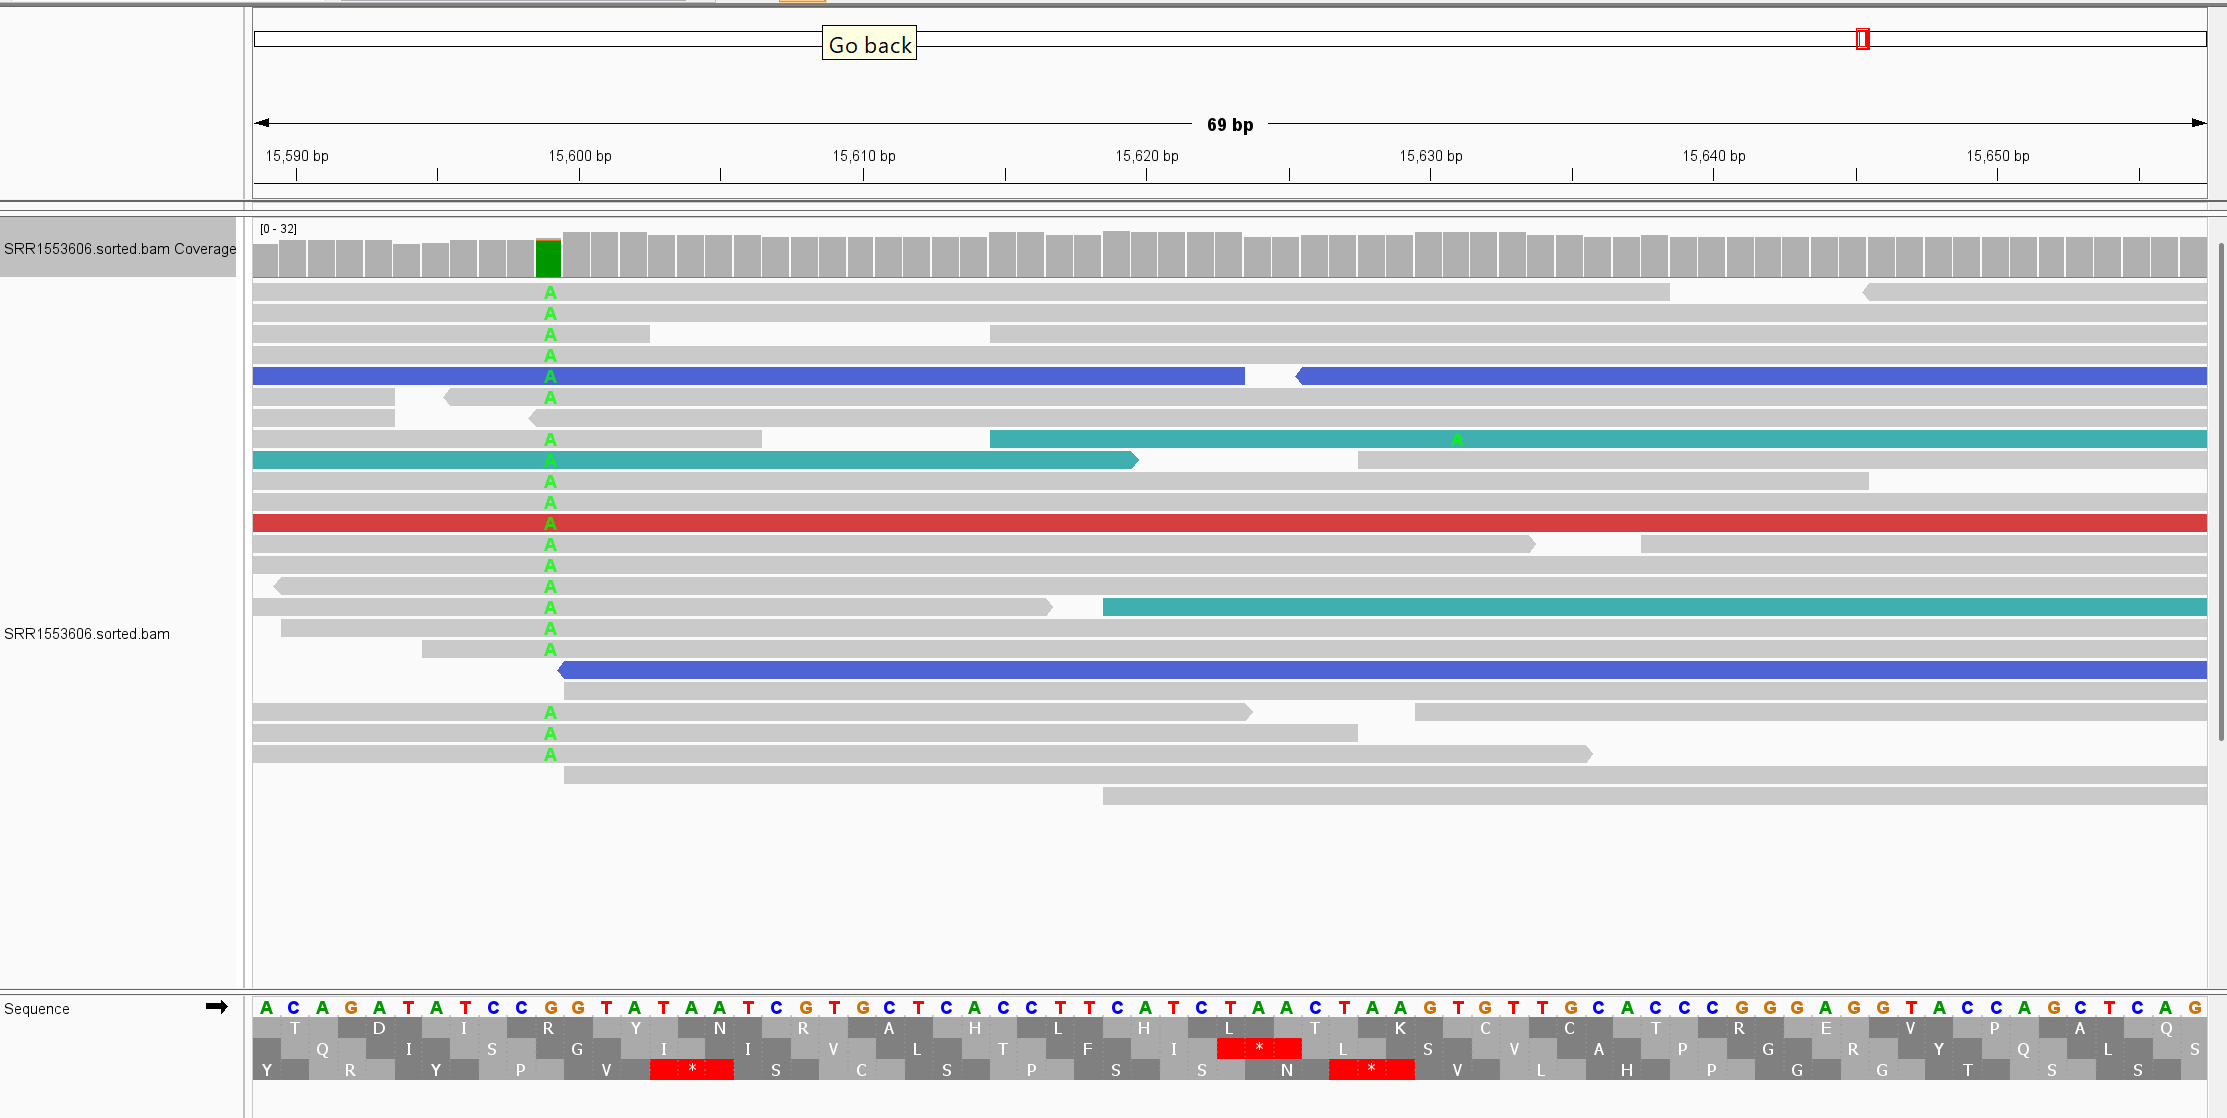 Go back
69 bp
15,590 bp 15,600 bp 15,610 bp 15,620 bp 15,630 bp 15,640 bp 15,650 bp
[0 - 32]
SRR1553606.sorted.bam Coverage
A
A
A
A
A
A
A A
A
A
A
A
A
A
A
A
A
SRR1553606.sorted.bam
A
A
A
A
Sequence A C A G A T A T C C G G T A T A A T C G T G C T C A C C T T C A T C T A A C T A A G T G T T G C A C C C G G G A G G T A C C A G C T C A G
T D I R Y N R A H L H L T K C C T R E V P A Q
Q I S G I I V L T F I * L S V A P G R Y Q L S
Y R Y P V * S C S P S S N * V L H P G G T S S